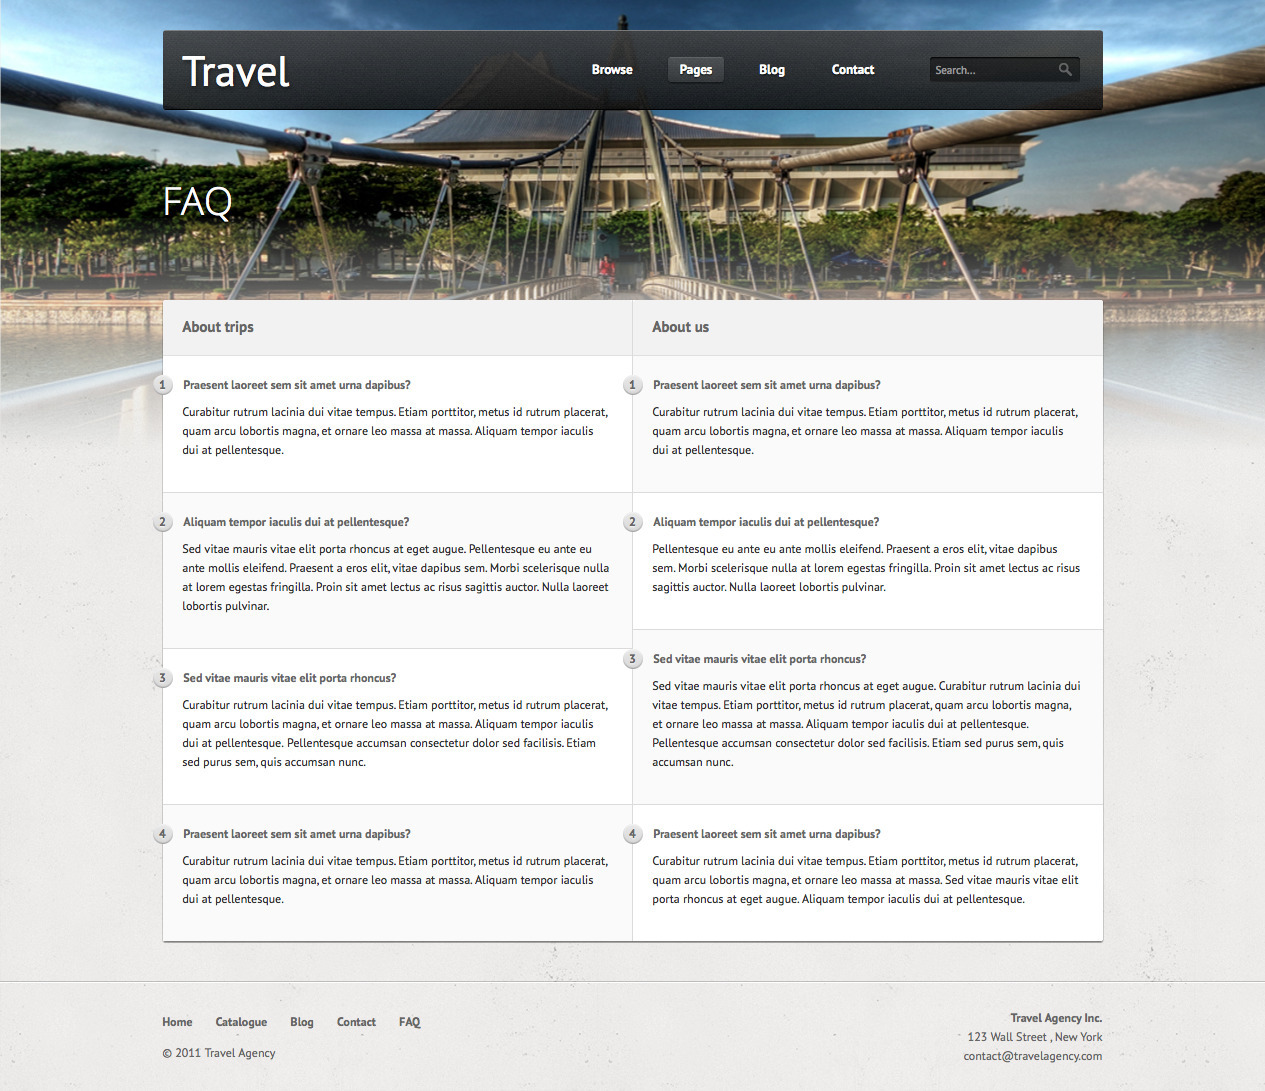 Travel
Browse
Pages
Blog
Contact
Search...
FAQ
About trips
1
Praesent laoreet sem sit amet urna dapibus?
Curabitur rutrum lacinia dui vitae tempus. Etiam porttitor, metus id rutrum placerat,
quam arcu lobortis magna, et ornare leo massa at massa. Aliquam tempor iaculis
dui at pellentesque.
2
Aliquam tempor iaculis dui at pellentesque?
Sed vitae mauris vitae elit porta rhoncus at eget augue. Pellentesque eu ante eu
ante mollis eleifend. Praesent a eros elit, vitae dapibus sem. Morbi scelerisque nulla
at lorem egestas fringilla. Proin sit amet lectus ac risus sagittis auctor. Nulla laoreet
lobortis pulvinar.
3
Sed vitae mauris vitae elit porta rhoncus?
Curabitur rutrum lacinia dui vitae tempus. Etiam porttitor, metus id rutrum placerat,
quam arcu lobortis magna, et ornare leo massa at massa. Aliquam tempor iaculis
dui at pellentesque. Pellentesque accumsan consectetur dolor sed facilisis. Etiam
sed purus sem, quis accumsan nunc.
4
Praesent laoreet sem sit amet urna dapibus?
Curabitur rutrum lacinia dui vitae tempus. Etiam porttitor, metus id rutrum placerat,
quam arcu lobortis magna, et ornare leo massa at massa. Aliquam tempor iaculis
dui at pellentesque.
About us
1
Praesent laoreet sem sit amet urna dapibus?
Curabitur rutrum lacinia dui vitae tempus. Etiam porttitor, metus id rutrum placerat,
quam arcu lobortis magna, et ornare leo massa at massa. Aliquam tempor iaculis
dui at pellentesque.
2
Aliquam tempor iaculis dui at pellentesque?
Pellentesque eu ante eu ante mollis eleifend. Praesent a eros elit, vitae dapibus
sem. Morbi scelerisque nulla at lorem egestas fringilla. Proin sit amet lectus ac risus
sagittis auctor. Nulla laoreet lobortis pulvinar.
3
Sed vitae mauris vitae elit porta rhoncus?
Sed vitae mauris vitae elit porta rhoncus at eget augue. Curabitur rutrum lacinia dui
vitae tempus. Etiam porttitor, metus id rutrum placerat, quam arcu lobortis magna,
et ornare leo massa at massa. Aliquam tempor iaculis dui at pellentesque.
Pellentesque accumsan consectetur dolor sed facilisis. Etiam sed purus sem, quis
accumsan nunc.
4
Praesent laoreet sem sit amet urna dapibus?
Curabitur rutrum lacinia dui vitae tempus. Etiam porttitor, metus id rutrum placerat,
quam arcu lobortis magna, et ornare leo massa at massa. Sed vitae mauris vitae elit
porta rhoncus at eget augue. Aliquam tempor iaculis dui at pellentesque.
Home
Catalogue
Blog
Contact
FAQ
© 2011 Travel Agency
Travel Agency Inc.
123 Wall Street , New York
contact@travelagency.com